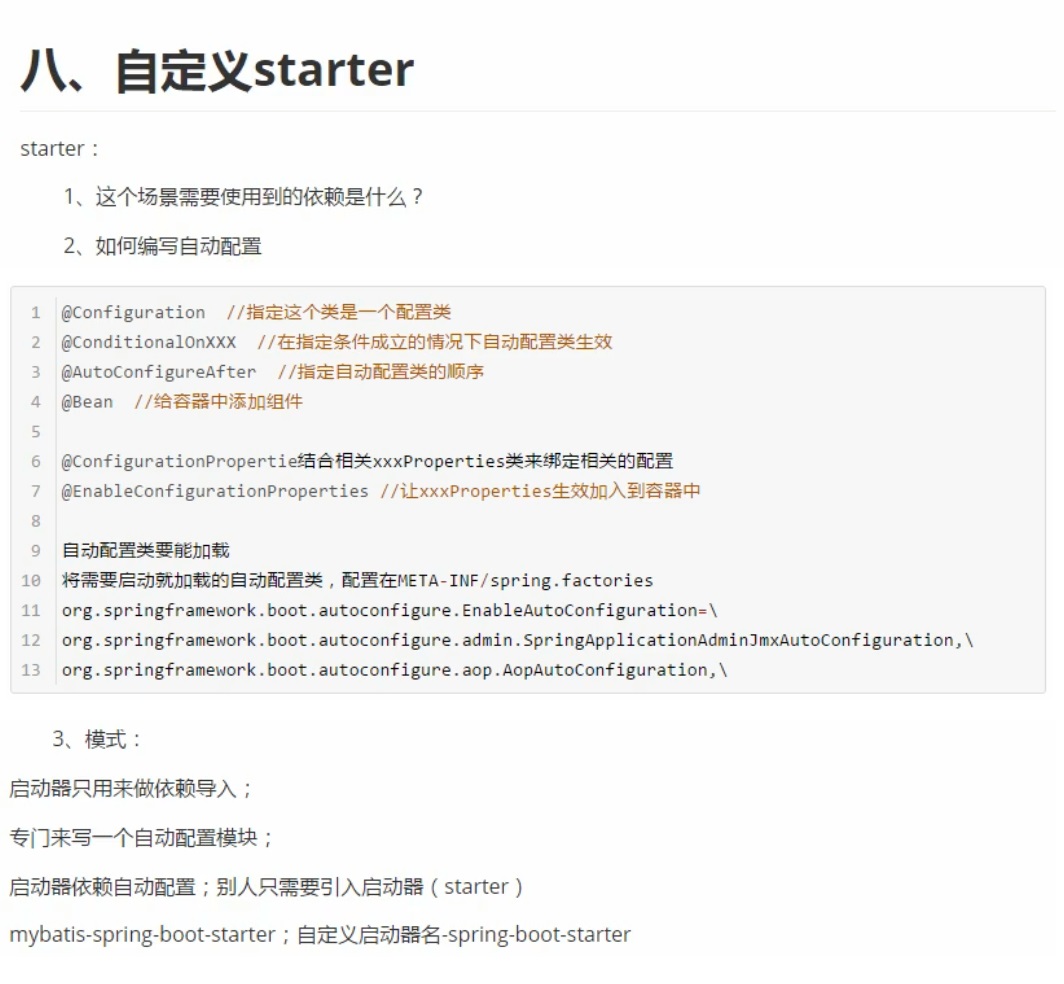 八、自定义starter
starter：
1、这个场景需要使用到的依赖是什么？
2、如何编写自动配置
1 @Configuration  //指定这个类是一个配置类
2 @ConditionalOnXXX  //在指定条件成立的情况下自动配置类生效
3 @AutoConfigureAfter  //指定自动配置类的顺序
4 @Bean  //给容器中添加组件
5
6 @ConfigurationPropertie结合相关xxxProperties类来绑定相关的配置
7 @EnableConfigurationProperties //让xxxProperties生效加入到容器中
8
9 自动配置类要能加载
10 将需要启动就加载的自动配置类，配置在META-INF/spring.factories
11 org.springframework.boot.autoconfigure.EnableAutoConfiguration=\
12 org.springframework.boot.autoconfigure.admin.SpringApplicationAdminJmxAutoConfiguration,\
13 org.springframework.boot.autoconfigure.aop.AopAutoConfiguration,\
3、模式：
启动器只用来做依赖导入；
专门来写一个自动配置模块；
启动器依赖自动配置；别人只需要引入启动器（starter）
mybatis-spring-boot-starter；自定义启动器名-spring-boot-starter